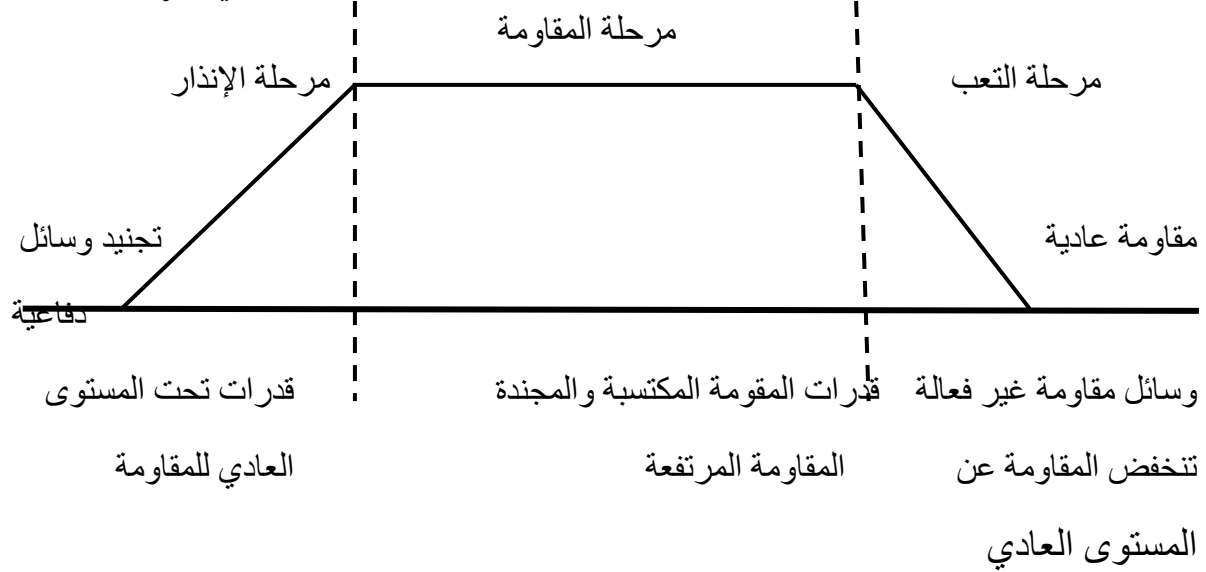 مرحلة المقاومة
مرحلة الإنذار
مرحلة التعب
تجنيد وسائل
دفاعية
مقاومة عادية
قدرات تحت المستوى
العادي للمقاومة
قدرات المقومة المكتسبة والمجندة
المقاومة المرتفعة
وسائل مقاومة غير فعالة
تنخفض المقاومة عن
المستوى العادي